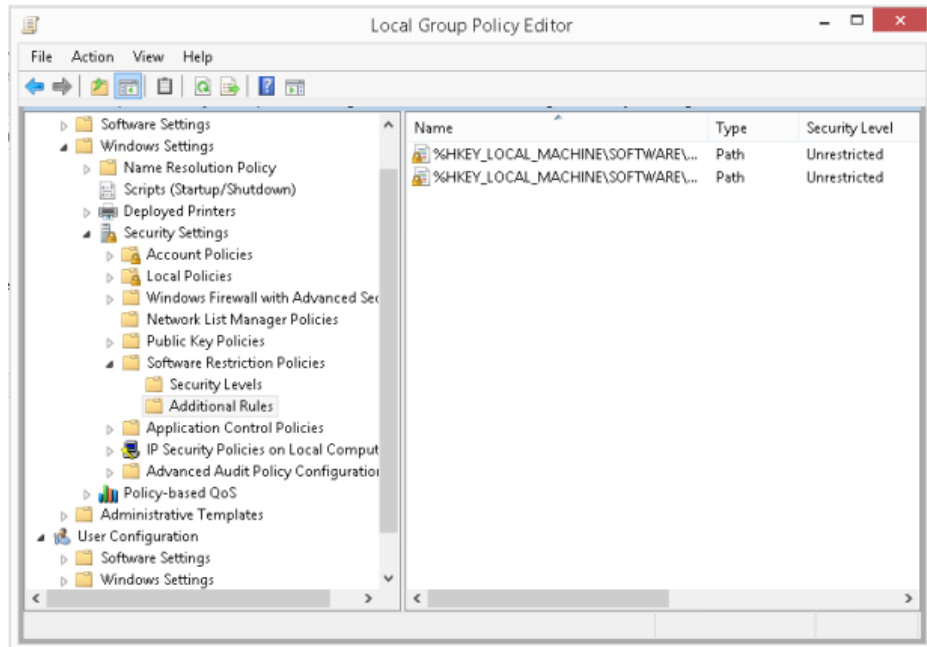 Local Group Policy Editor
File Action View Help
Software Settings
Windows Settings
Name Resolution Policy
Scripts (Startup/Shutdown)
Deployed Printers
Security Settings
Account Policies
Local Policies
Windows Firewall with Advanced Sec
Network List Manager Policies
Public Key Policies
Software Restriction Policies
Security Levels
Additional Rules
Application Control Policies
IP Security Policies on Local Comput
Advanced Audit Policy Configuration
Policy-based QoS
Administrative Templates
User Configuration
Software Settings
Windows Settings
Name Type Security Level
%HKEY_LOCAL_MACHINE\SOFTWARE\... Path Unrestricted
%HKEY_LOCAL_MACHINE\SOFTWARE\... Path Unrestricted